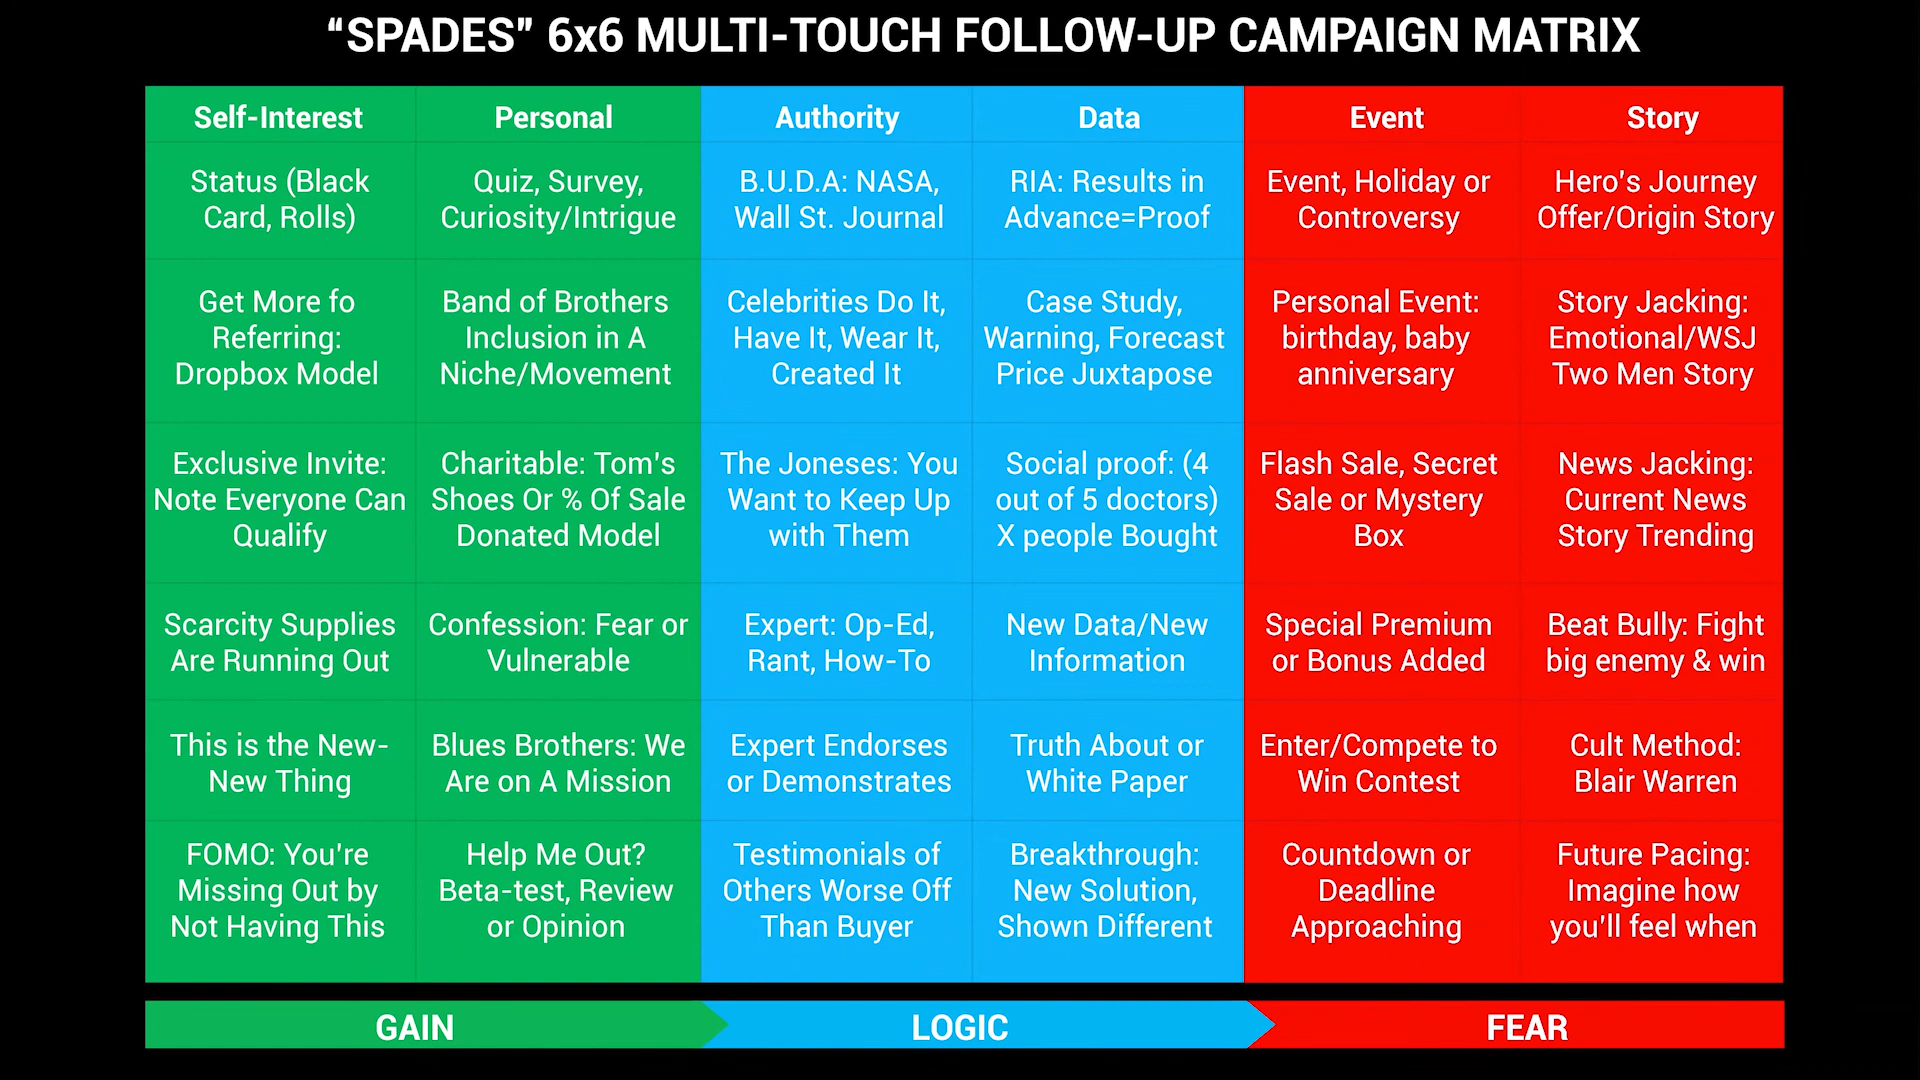 “SPADES” 6x6 MULTI-TOUCH FOLLOW-UP CAMPAIGN MATRIX
Self-Interest
Personal
Authority
Data
Event
Story
Status (Black
Card, Rolls)
Quiz, Survey,
Curiosity/Intrigue
B.U.D.A: NASA,
Wall St. Journal
RIA: Results in
Advance=Proof
Event, Holiday or
Controversy
Hero's Journey
Offer/Origin Story
Get More fo
Referring:
Dropbox Model
Band of Brothers
Inclusion in A
Niche/Movement
Celebrities Do It,
Have It, Wear It,
Created It
Case Study,
Warning, Forecast
Price Juxtapose
Personal Event:
birthday, baby
anniversary
Story Jacking:
Emotional/WSJ
Two Men Story
Exclusive Invite:
Note Everyone Can
Qualify
Charitable: Tom's
Shoes Or % Of Sale
Donated Model
The Joneses: You
Want to Keep Up
with Them
Social proof: (4
out of 5 doctors)
X people Bought
Flash Sale, Secret
Sale or Mystery
Box
News Jacking:
Current News
Story Trending
Scarcity Supplies
Are Running Out
Confession: Fear or
Vulnerable
Expert: Op-Ed,
Rant, How-To
New Data/New
Information
Special Premium
or Bonus Added
Beat Bully: Fight
big enemy & win
This is the New-
New Thing
Blues Brothers: We
Are on A Mission
Expert Endorses
or Demonstrates
Truth About or
White Paper
Enter/Compete to
Win Contest
Cult Method:
Blair Warren
FOMO: You're
Missing Out by
Not Having This
Help Me Out?
Beta-test, Review
or Opinion
Testimonials of
Others Worse Off
Than Buyer
Breakthrough:
New Solution,
Shown Different
Countdown or
Deadline
Approaching
Future Pacing:
Imagine how
you'll feel when
GAIN
LOGIC
FEAR